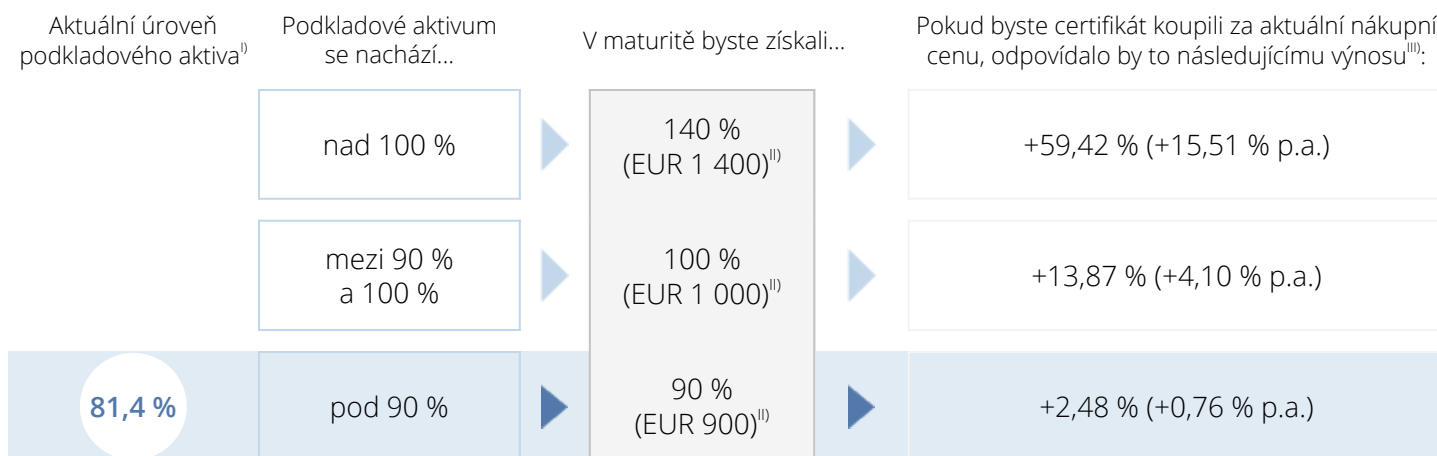 Aktuální úroveň
podkladového aktiva I)
Podkladové aktivum
se nachází...
V maturitě byste získali...
Pokud byste certifikát koupili za aktuální nákupní
cenu, odpovídalo by to následujícímu výnosu III):
nad 100 %
140 %
(EUR 1 400) II)
+59,42 % (+15,51 % p.a.)
mezi 90 %
a 100 %
100 %
(EUR 1 000) II)
+13,87 % (+4,10 % p.a.)
81,4 %
pod 90 %
90 %
(EUR 900) II)
+2,48 % (+0,76 % p.a.)